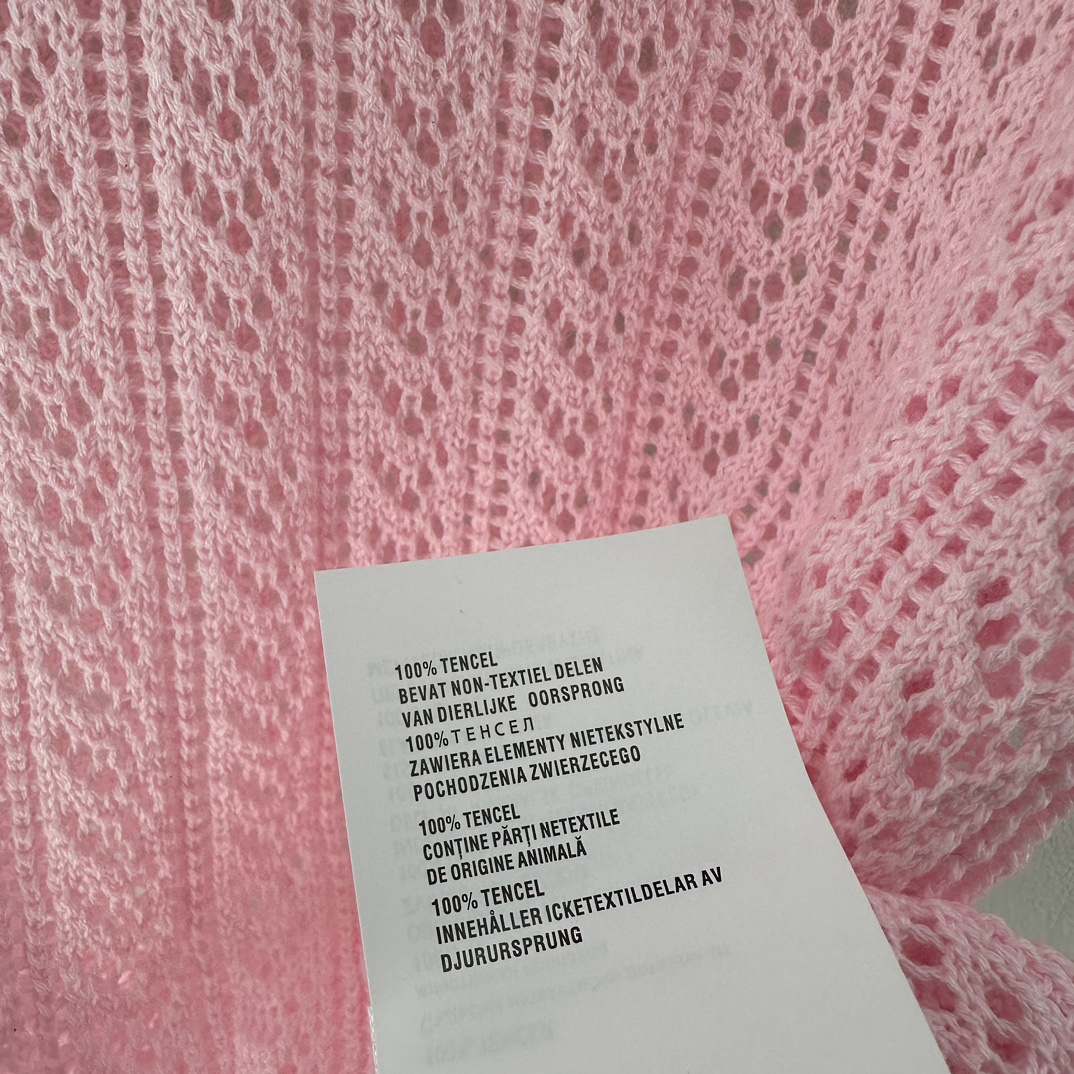 100% TENCEL
BEVAT NON-TEXTIEL DELEN
VAN DIERLIJKE OORSPRONG
100% ТЕНСЕЛ
ZAWIERA ELEMENTY NIETEKSTYLNE
POCHODZENIA ZWIERZECEGO
100% TENCEL
CONȚINE PĂRȚI NETEXTILE
DE ORIGINE ANIMALĂ
100% TENCEL
INNEHÅLLER ICKETEXTILDELAR AV
DJURURSPRUNG